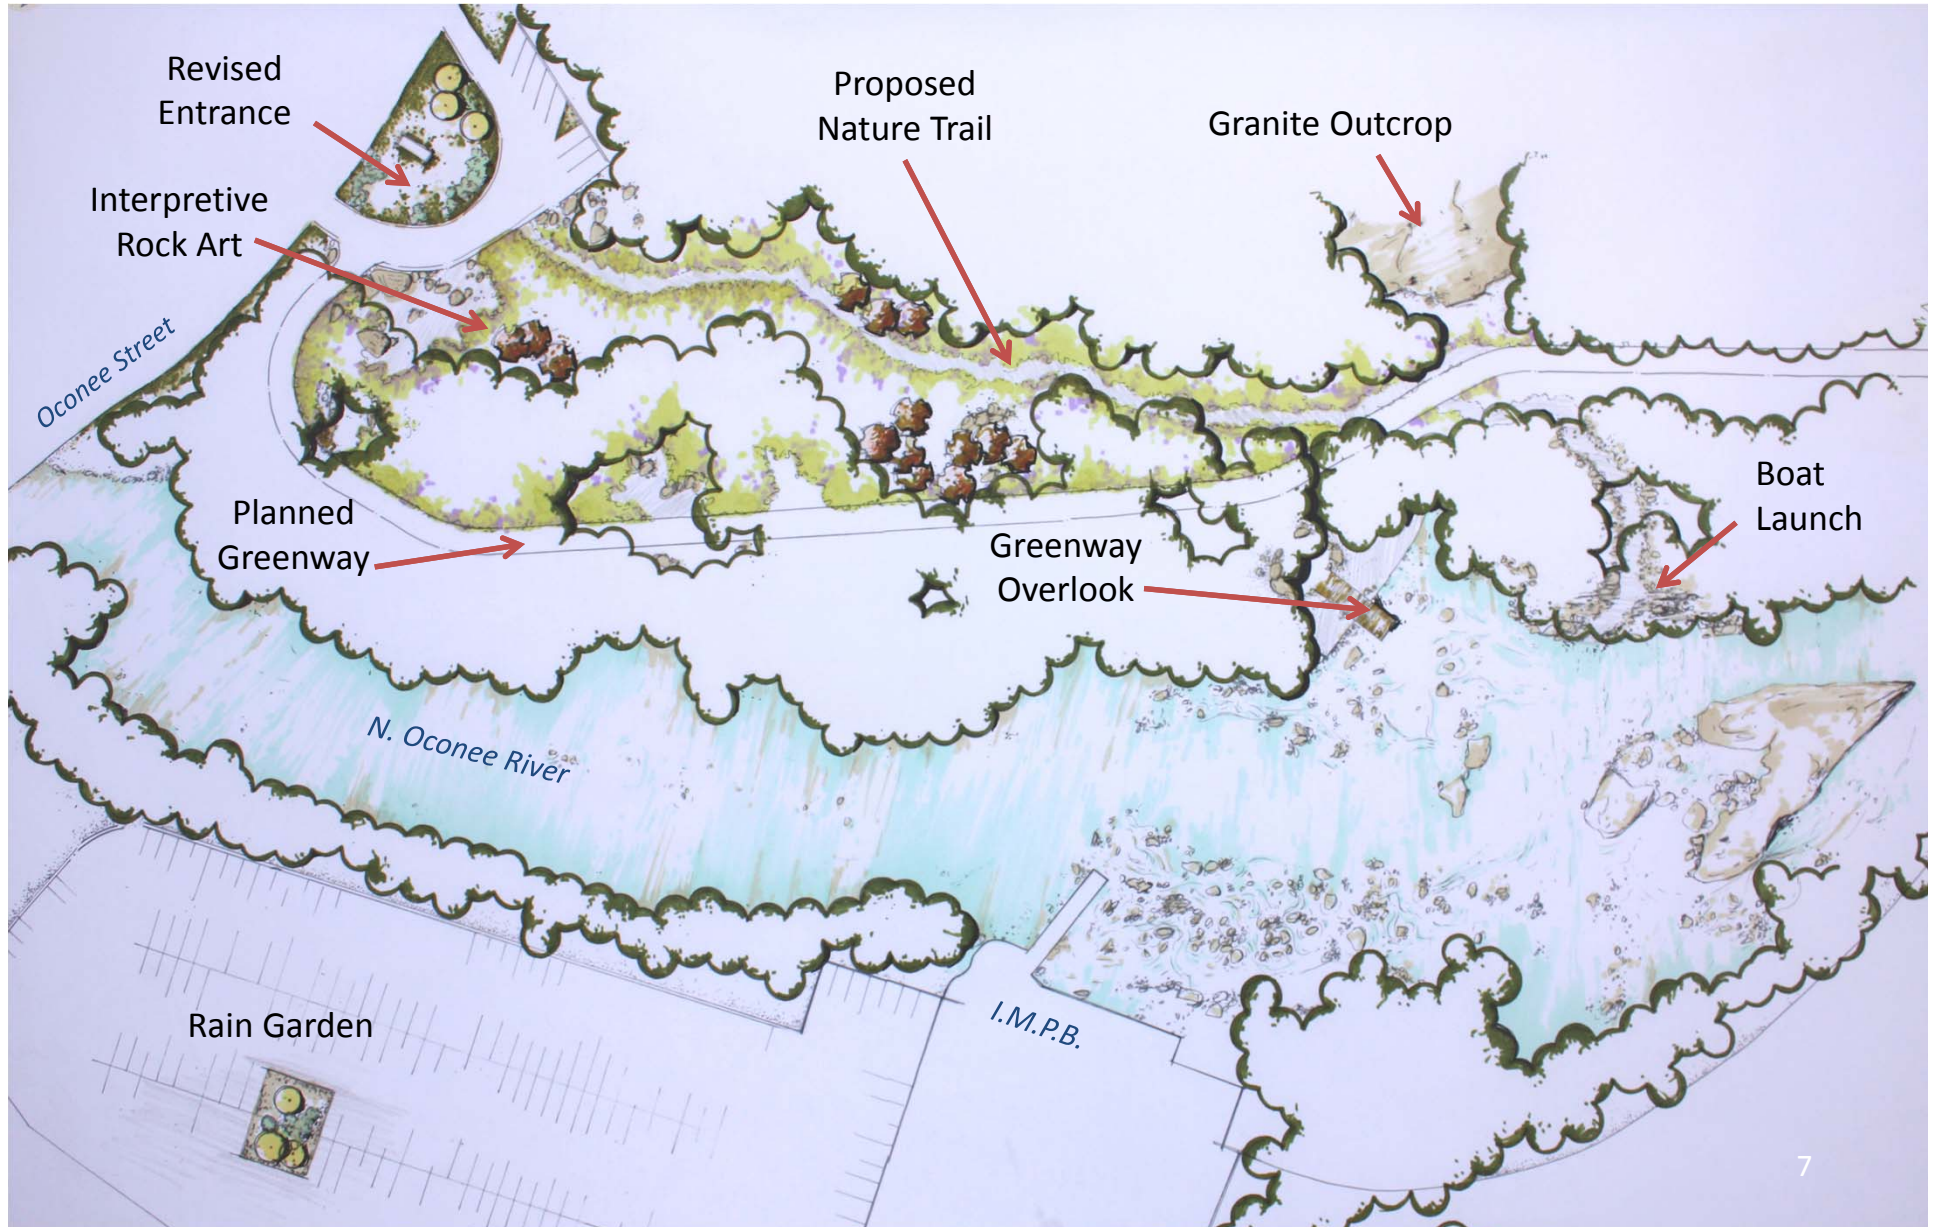 Revised
Entrance
Proposed
Nature Trail
Granite Outcrop
Interpretive
Rock Art
Oconee Street
Boat
Launch
Planned
Greenway
Greenway
Overlook
N. Oconee River
I.M.P.B.
Rain Garden
7